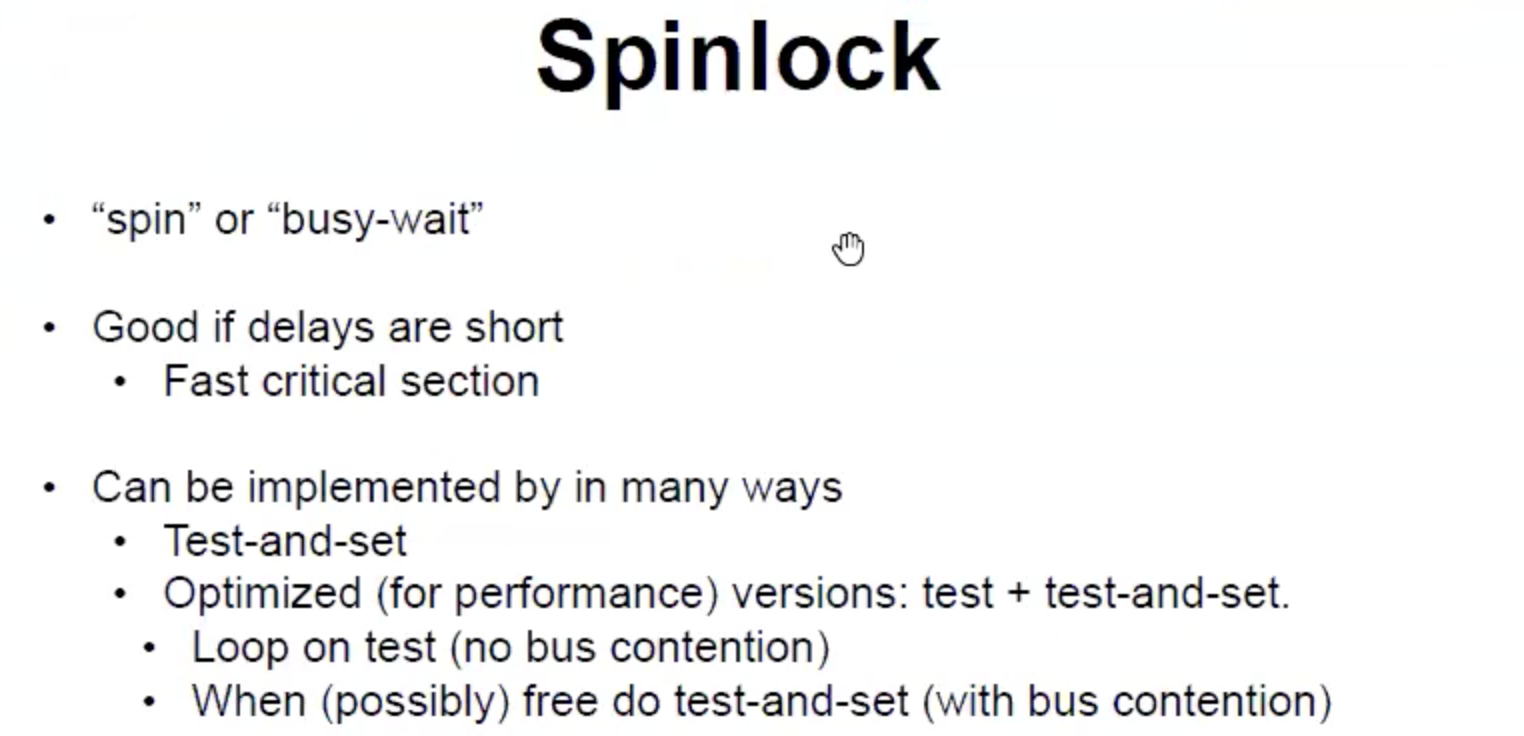 Spinlock
• “spin” or “busy-wait”
• Good if delays are short
• Fast critical section
• Can be implemented by in many ways
• Test-and-set
• Optimized (for performance) versions: test + test-and-set.
• Loop on test (no bus contention)
• When (possibly) free do test-and-set (with bus contention)